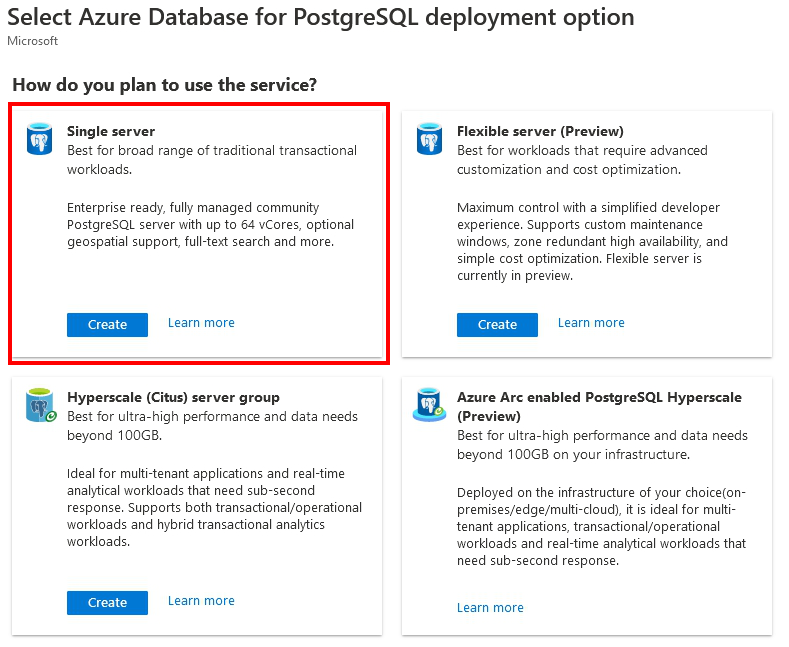 Select Azure Database for PostgreSQL deployment option
Microsoft
How do you plan to use the service?
Single server
Best for broad range of traditional transactional
workloads.
Enterprise ready, fully managed community
PostgreSQL server with up to 64 vCores, optional
geospatial support, full-text search and more.
Create
Learn more
Flexible server (Preview)
Best for workloads that require advanced
customization and cost optimization.
Maximum control with a simplified developer
experience. Supports custom maintenance
windows, zone redundant high availability, and
simple cost optimization. Flexible server is
currently in preview.
Create
Learn more
Hyperscale (Citus) server group
Best for ultra-high performance and data needs
beyond 100GB.
Ideal for multi-tenant applications and real-time
analytical workloads that need sub-second
response. Supports both transactional/operational
workloads and hybrid transactional analytics
workloads.
Create
Learn more
Azure Arc enabled PostgreSQL Hyperscale
(Preview)
Best for ultra-high performance and data needs
beyond 100GB on your infrastructure.
Deployed on the infrastructure of your choice(on-
premises/edge/multi-cloud), it is ideal for multi-
tenant applications, transactional/operational
workloads and real-time analytical workloads that
need sub-second response.
Learn more